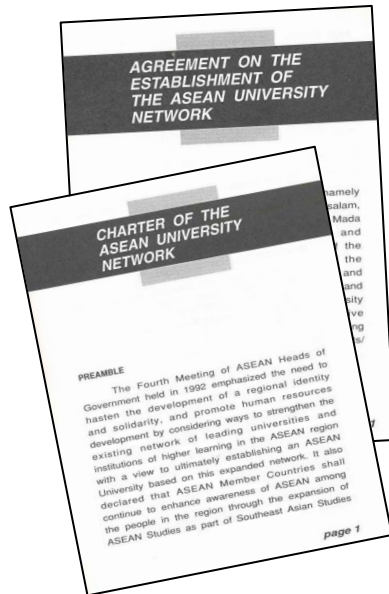 AGREEMENT ON THE
ESTABLISHMENT OF
THE ASEAN UNIVERSITY
NETWORK
namely
salam,
Mada
and
of the
the
and
and
sity
ive
ing
ts/
1
CHARTER OF THE
ASEAN UNIVERSITY
NETWORK
PREAMBLE
The Fourth Meeting of ASEAN Heads of
Government held in 1992 emphasized the need to
hasten the development of a regional identity
and solidarity, and promote human resources
development by considering ways to strengthen the
existing network of leading universities and
institutions of higher learning in the ASEAN region
with a view to ultimately establishing an ASEAN
University based on this expanded network. It also
declared that ASEAN Member Countries shall
continue to enhance awareness of ASEAN among
the people in the region through the expansion of
ASEAN Studies as part of Southeast Asian Studies
page 1